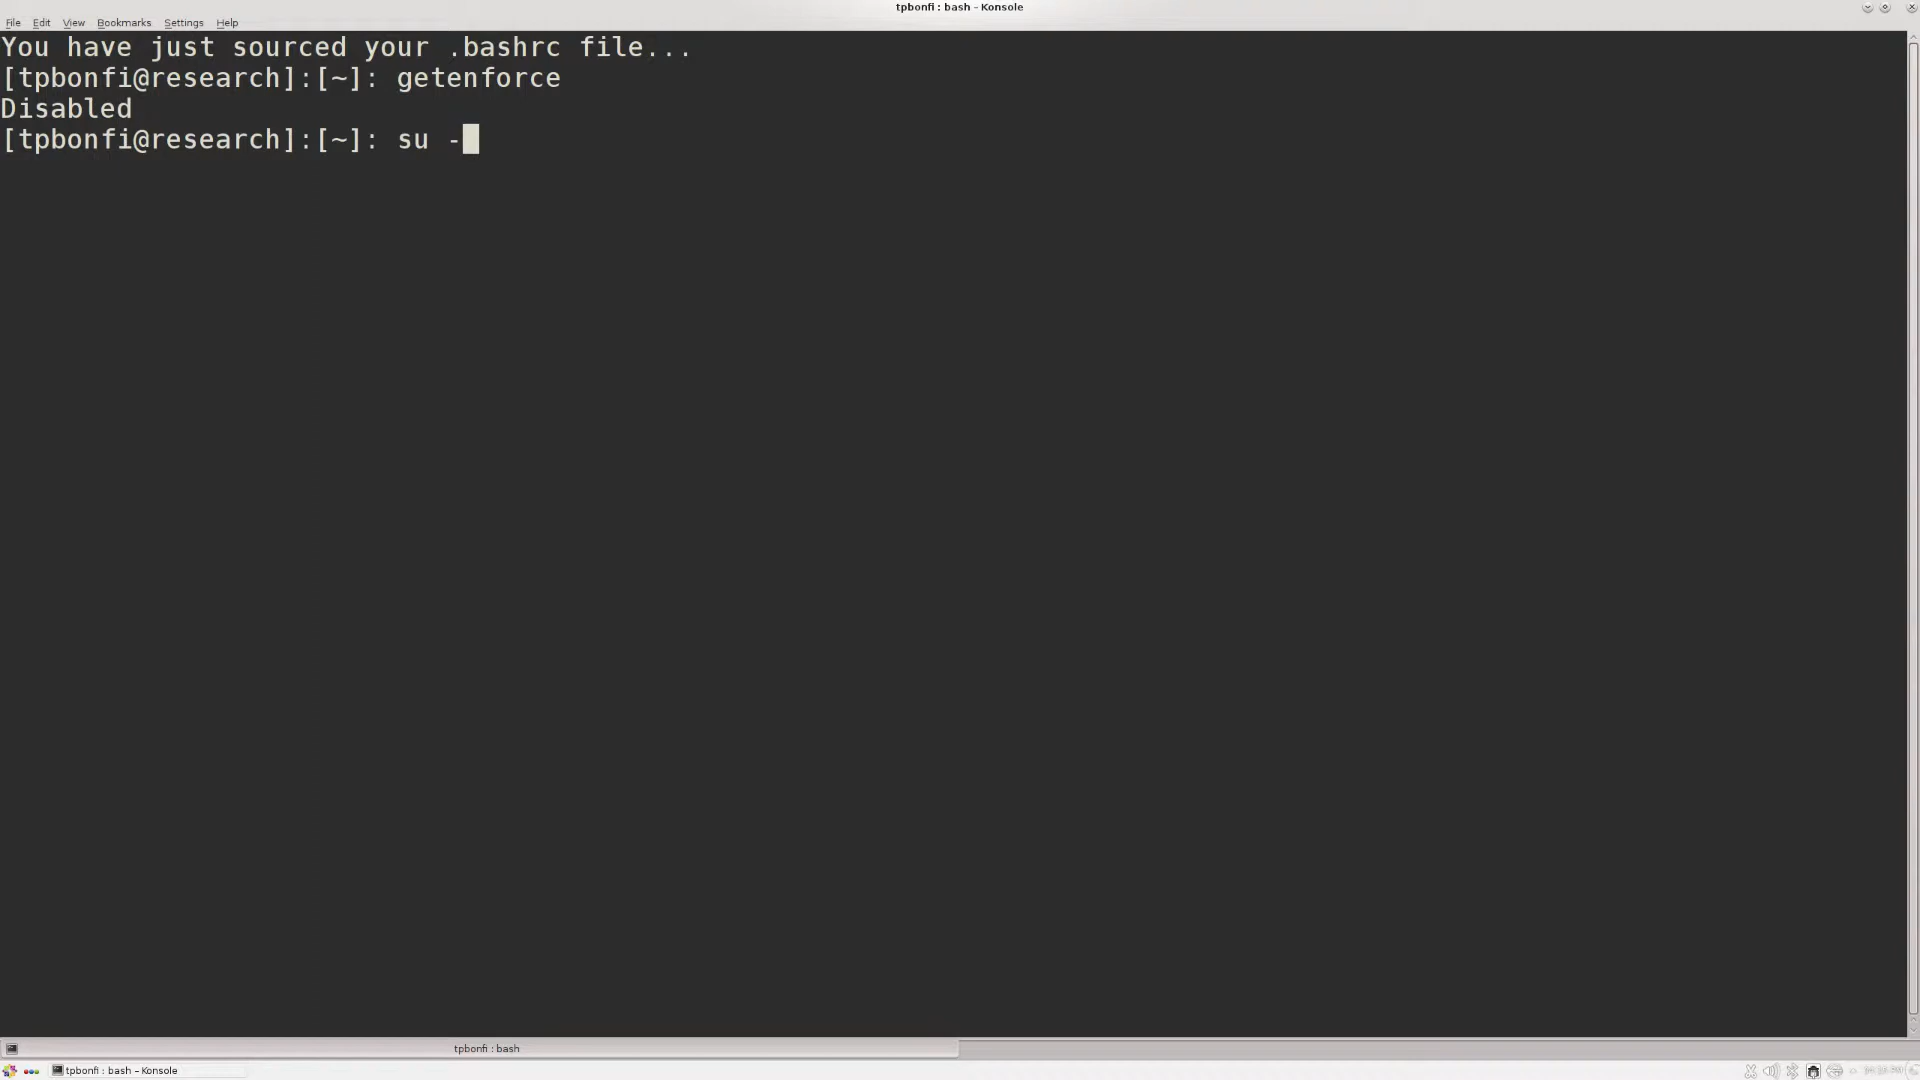 tpbonfi : bash – Konsole
File Edit View Bookmarks Settings Help
You have just sourced your .bashrc file...
[tpbonfi@research]:[~]: getenforce
Disabled
[tpbonfi@research]:[~]: su -
tpbonfi : bash
tpbonfi : bash – Konsole